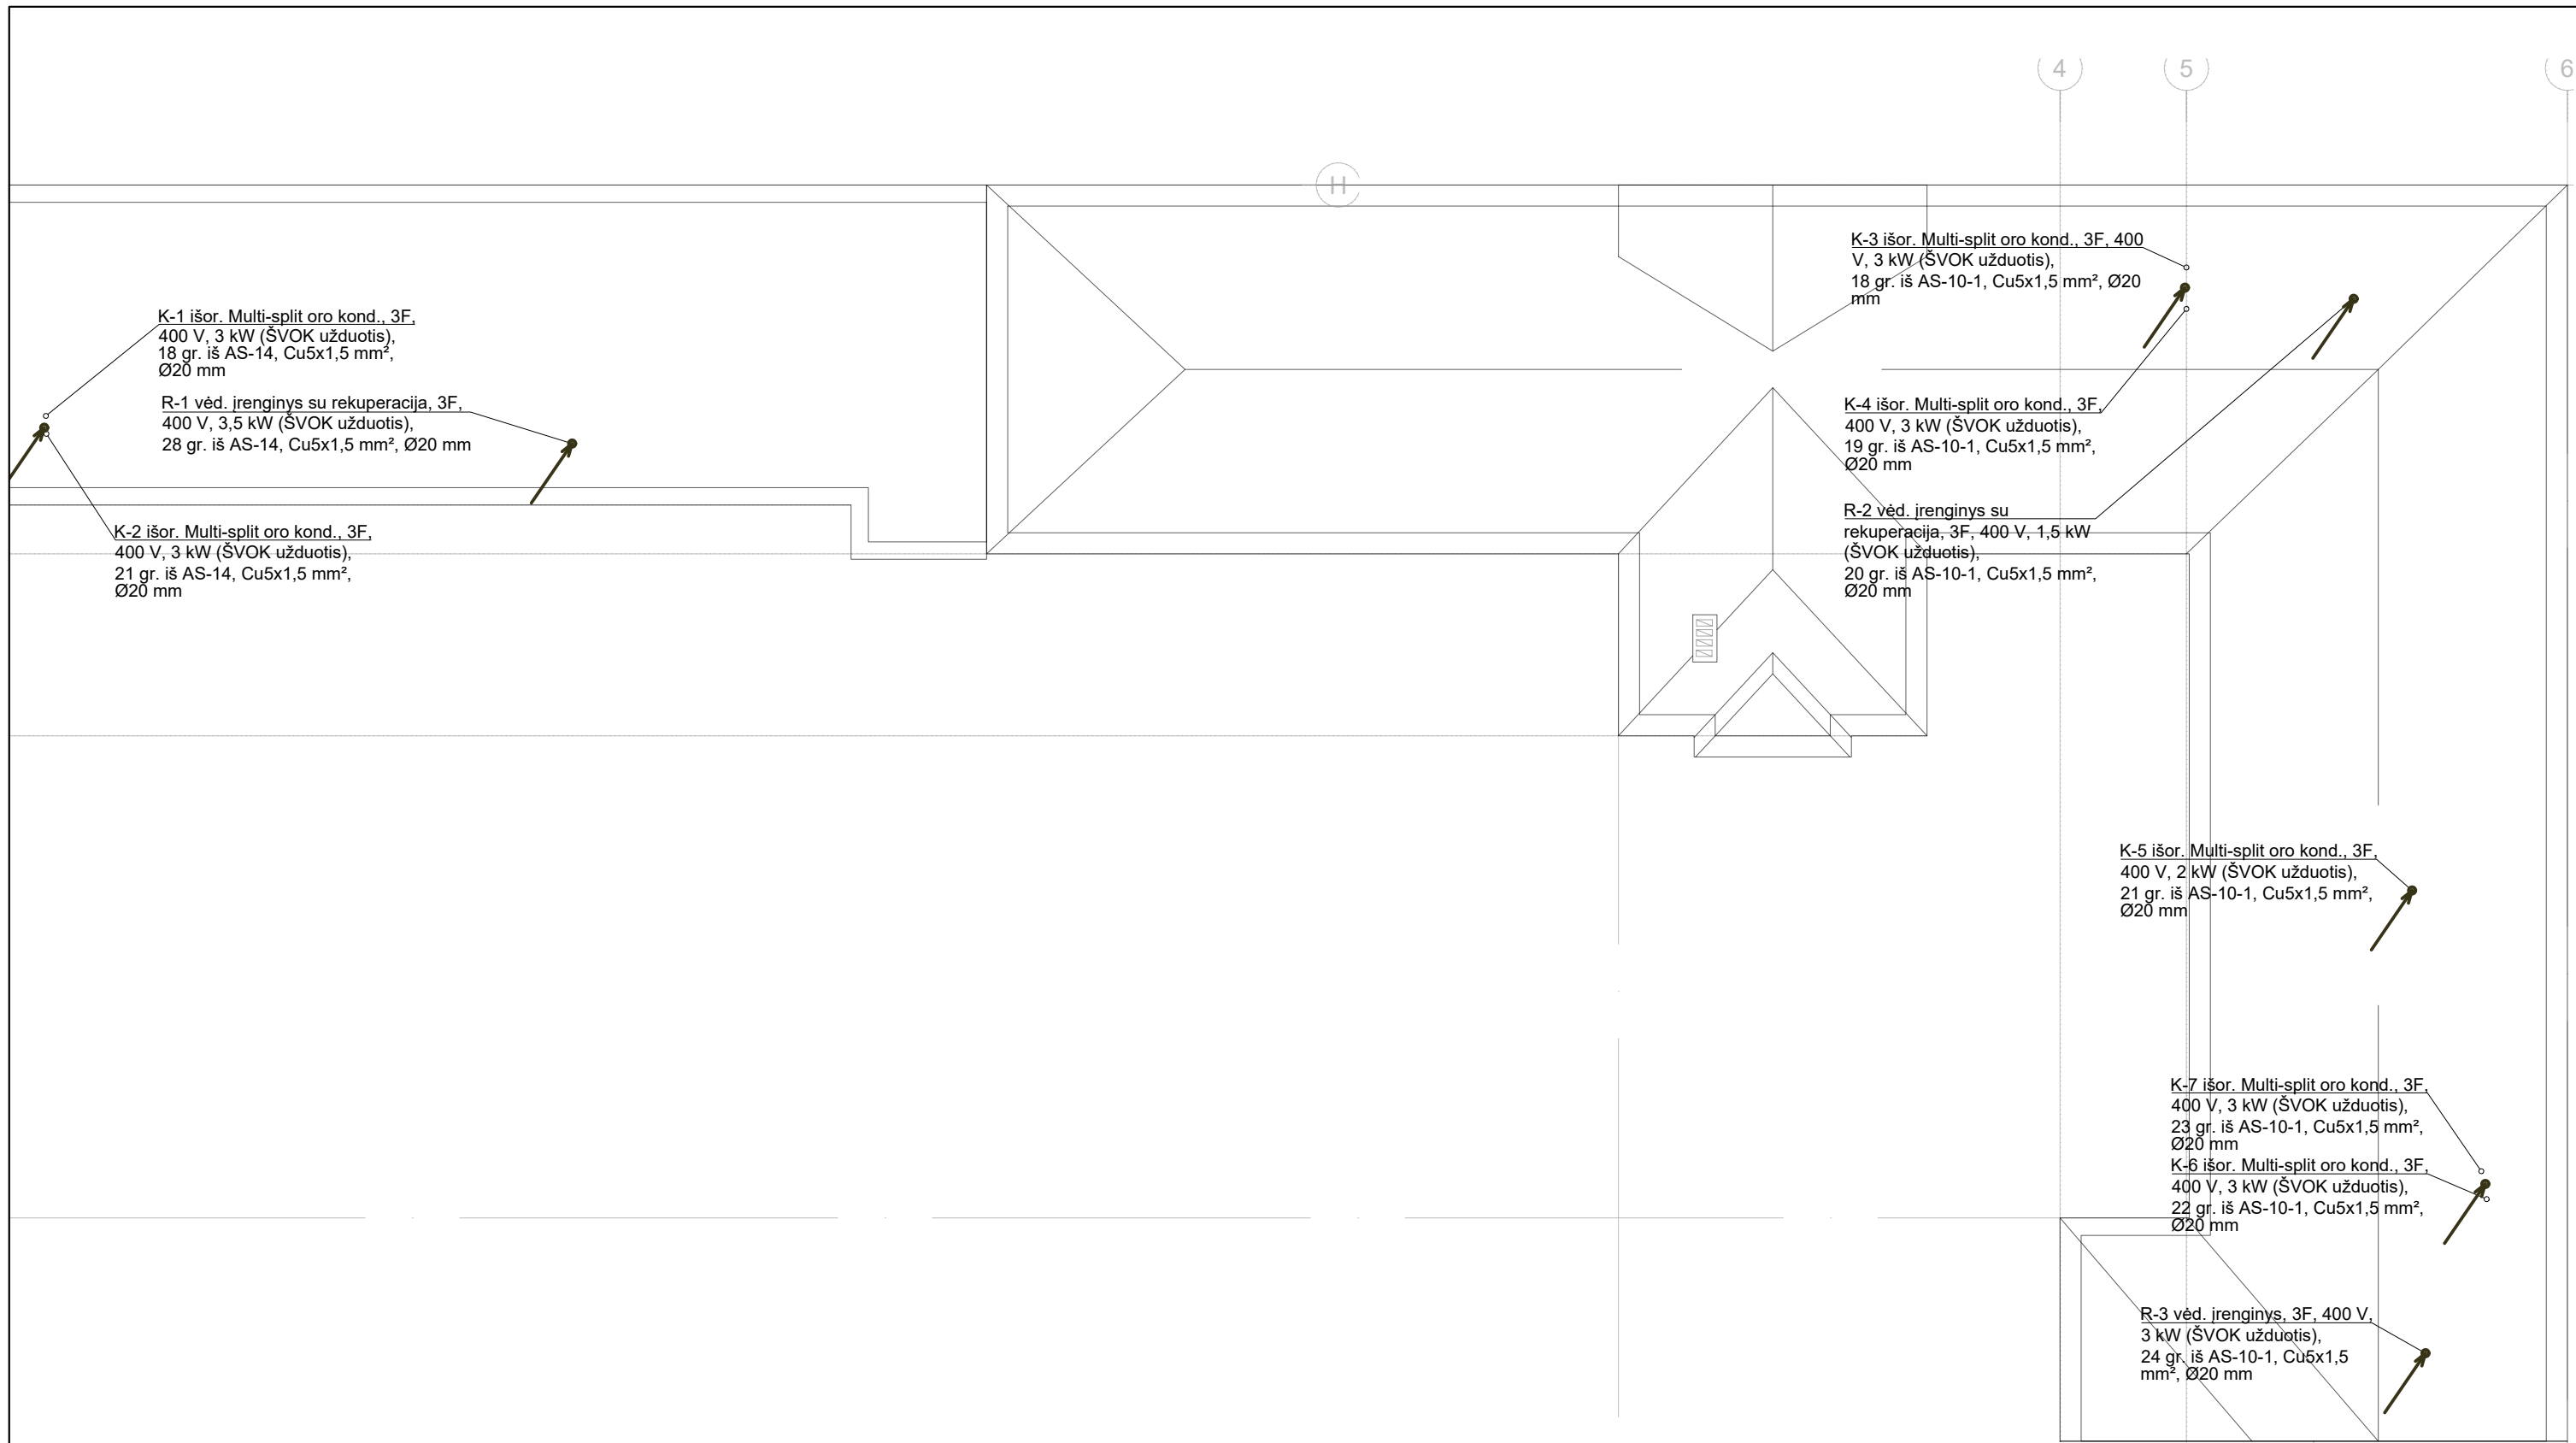 4
5
6
H
K-3 išor. Multi-split oro kond., 3F, 400
V, 3 kW (ŠVOK užduotis),
18 gr. iš AS-10-1, Cu5x1,5 mm², Ø20
mm
K-1 išor. Multi-split oro kond., 3F,
400 V, 3 kW (ŠVOK užduotis),
18 gr. iš AS-14, Cu5x1,5 mm²,
Ø20 mm
R-1 vėd. įrenginys su rekuperacija, 3F,
400 V, 3,5 kW (ŠVOK užduotis),
28 gr. iš AS-14, Cu5x1,5 mm², Ø20 mm
K-4 išor. Multi-split oro kond., 3F,
400 V, 3 kW (ŠVOK užduotis),
19 gr. iš AS-10-1, Cu5x1,5 mm²,
Ø20 mm
K-2 išor. Multi-split oro kond., 3F,
400 V, 3 kW (ŠVOK užduotis),
21 gr. iš AS-14, Cu5x1,5 mm²,
Ø20 mm
R-2 vėd. įrenginys su
rekuperacija, 3F, 400 V, 1,5 kW
(ŠVOK užduotis),
20 gr. iš AS-10-1, Cu5x1,5 mm²,
Ø20 mm
K-5 išor. Multi-split oro kond., 3F,
400 V, 2 kW (ŠVOK užduotis),
21 gr. iš AS-10-1, Cu5x1,5 mm²,
Ø20 mm
K-7 išor. Multi-split oro kond., 3F,
400 V, 3 kW (ŠVOK užduotis),
23 gr. iš AS-10-1, Cu5x1,5 mm²,
Ø20 mm
K-6 išor. Multi-split oro kond., 3F,
400 V, 3 kW (ŠVOK užduotis),
22 gr. iš AS-10-1, Cu5x1,5 mm²,
Ø20 mm
R-3 vėd. įrenginys, 3F, 400 V,
3 kW (ŠVOK užduotis),
24 gr. iš AS-10-1, Cu5x1,5
mm², Ø20 mm